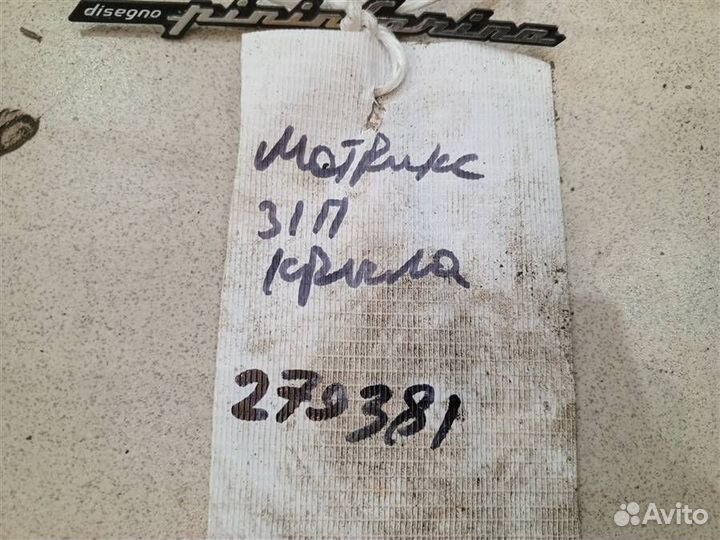 disegno pininfarina
Матрикс
З/П
крыла
279381
Avito